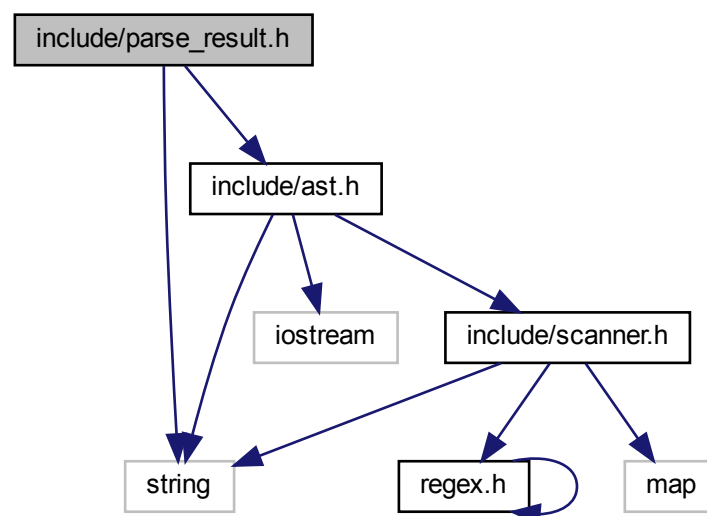 include/parse_result.h
include/ast.h
iostream
include/scanner.h
string
regex.h
map